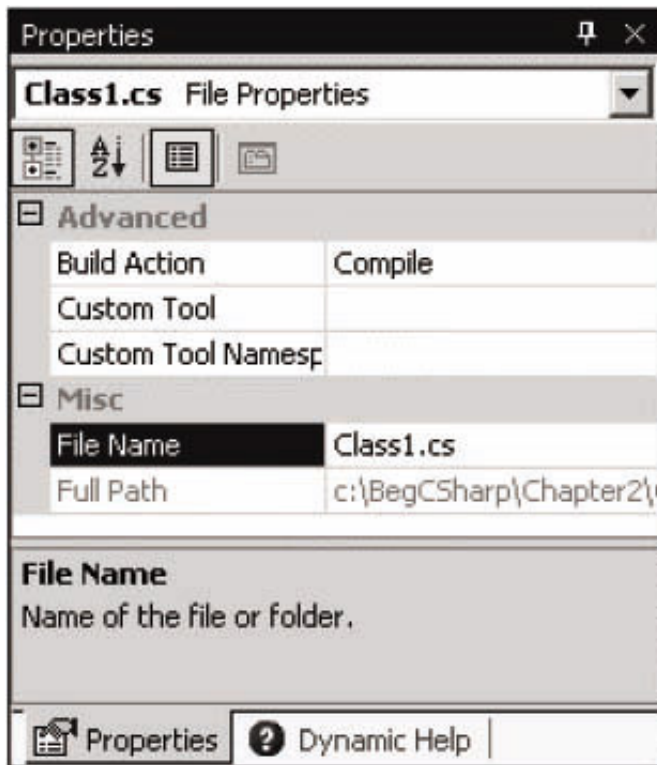 Properties
Class1.cs File Properties
A
Z
Advanced
Build Action Compile
Custom Tool
Custom Tool Namesp
Misc
File Name Class1.cs
Full Path c:\BegCSharp\Chapter2\
File Name
Name of the file or folder.
Properties ? Dynamic Help